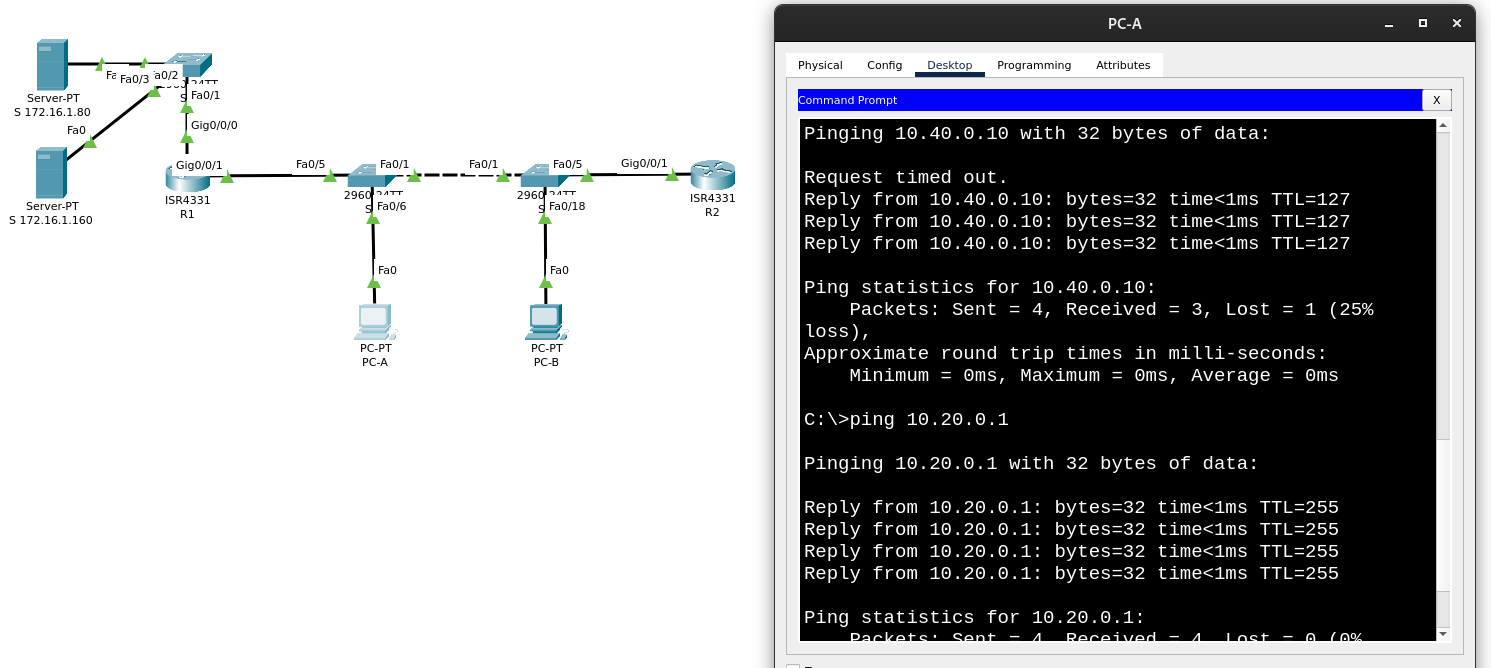 Server-PT
S 172.16.1.80
Fa0/3
Fa0/2
Fa0/1
Gig0/0/0
Fa0
Server-PT
S 172.16.1.160
Gig0/0/1
ISR4331
R1
Fa0/5
Fa0/1
Fa0/6
Fa0/1
Fa0/5
Fa0/18
Gig0/0/1
ISR4331
R2
Fa0
PC-PT
PC-A
Fa0
PC-PT
PC-B
PC-A
Physical Config Desktop Programming Attributes
Command Prompt
X
Pinging 10.40.0.10 with 32 bytes of data:
Request timed out.
Reply from 10.40.0.10: bytes=32 time<1ms TTL=127
Reply from 10.40.0.10: bytes=32 time<1ms TTL=127
Reply from 10.40.0.10: bytes=32 time<1ms TTL=127
Ping statistics for 10.40.0.10:
Packets: Sent = 4, Received = 3, Lost = 1 (25%
loss),
Approximate round trip times in milli-seconds:
Minimum = 0ms, Maximum = 0ms, Average = 0ms
C:\>ping 10.20.0.1
Pinging 10.20.0.1 with 32 bytes of data:
Reply from 10.20.0.1: bytes=32 time<1ms TTL=255
Reply from 10.20.0.1: bytes=32 time<1ms TTL=255
Reply from 10.20.0.1: bytes=32 time<1ms TTL=255
Reply from 10.20.0.1: bytes=32 time<1ms TTL=255
Ping statistics for 10.20.0.1:
Packets: Sent = 4, Received = 4, Lost = 0 (0%